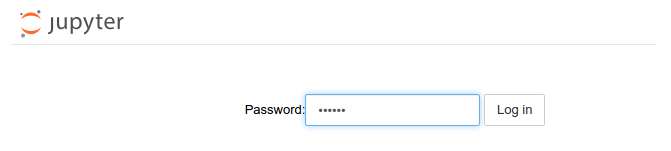 jupyter
Password: •••••• Log in